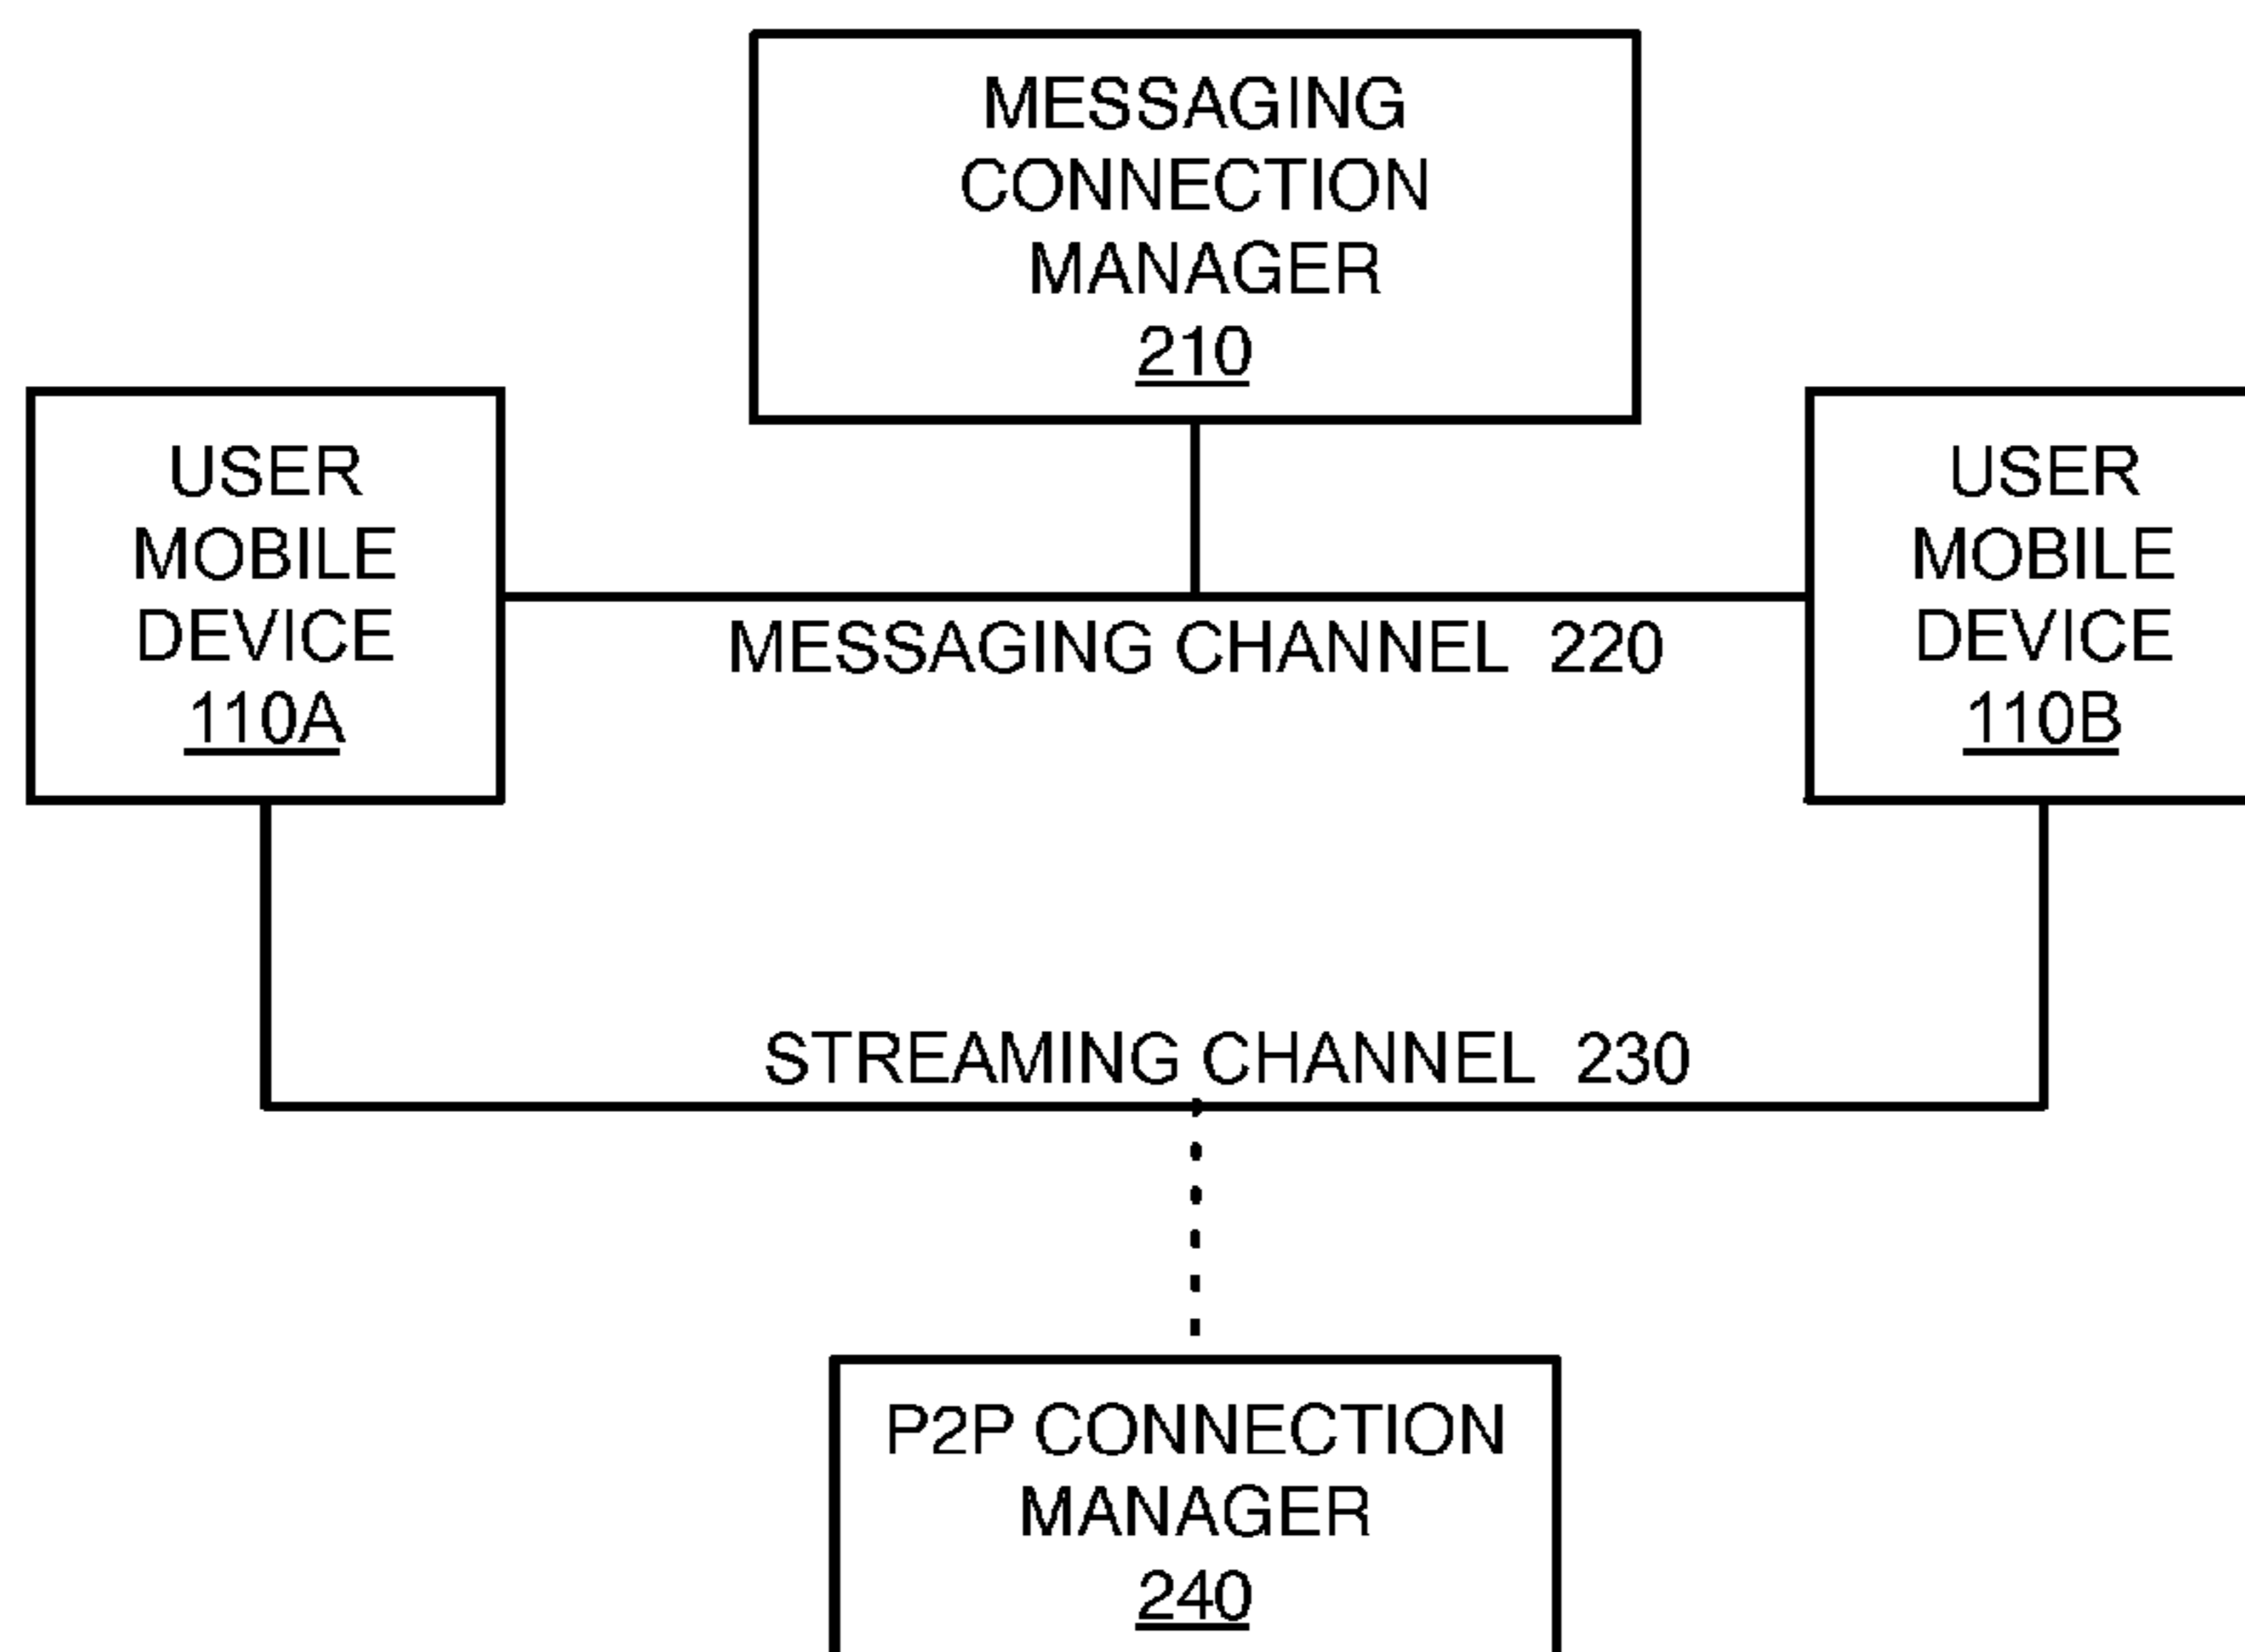 MESSAGING
CONNECTION
MANAGER
210
USER
MOBILE
DEVICE
110A
USER
MOBILE
DEVICE
110B
MESSAGING CHANNEL 220
STREAMING CHANNEL 230
P2P CONNECTION
MANAGER
240